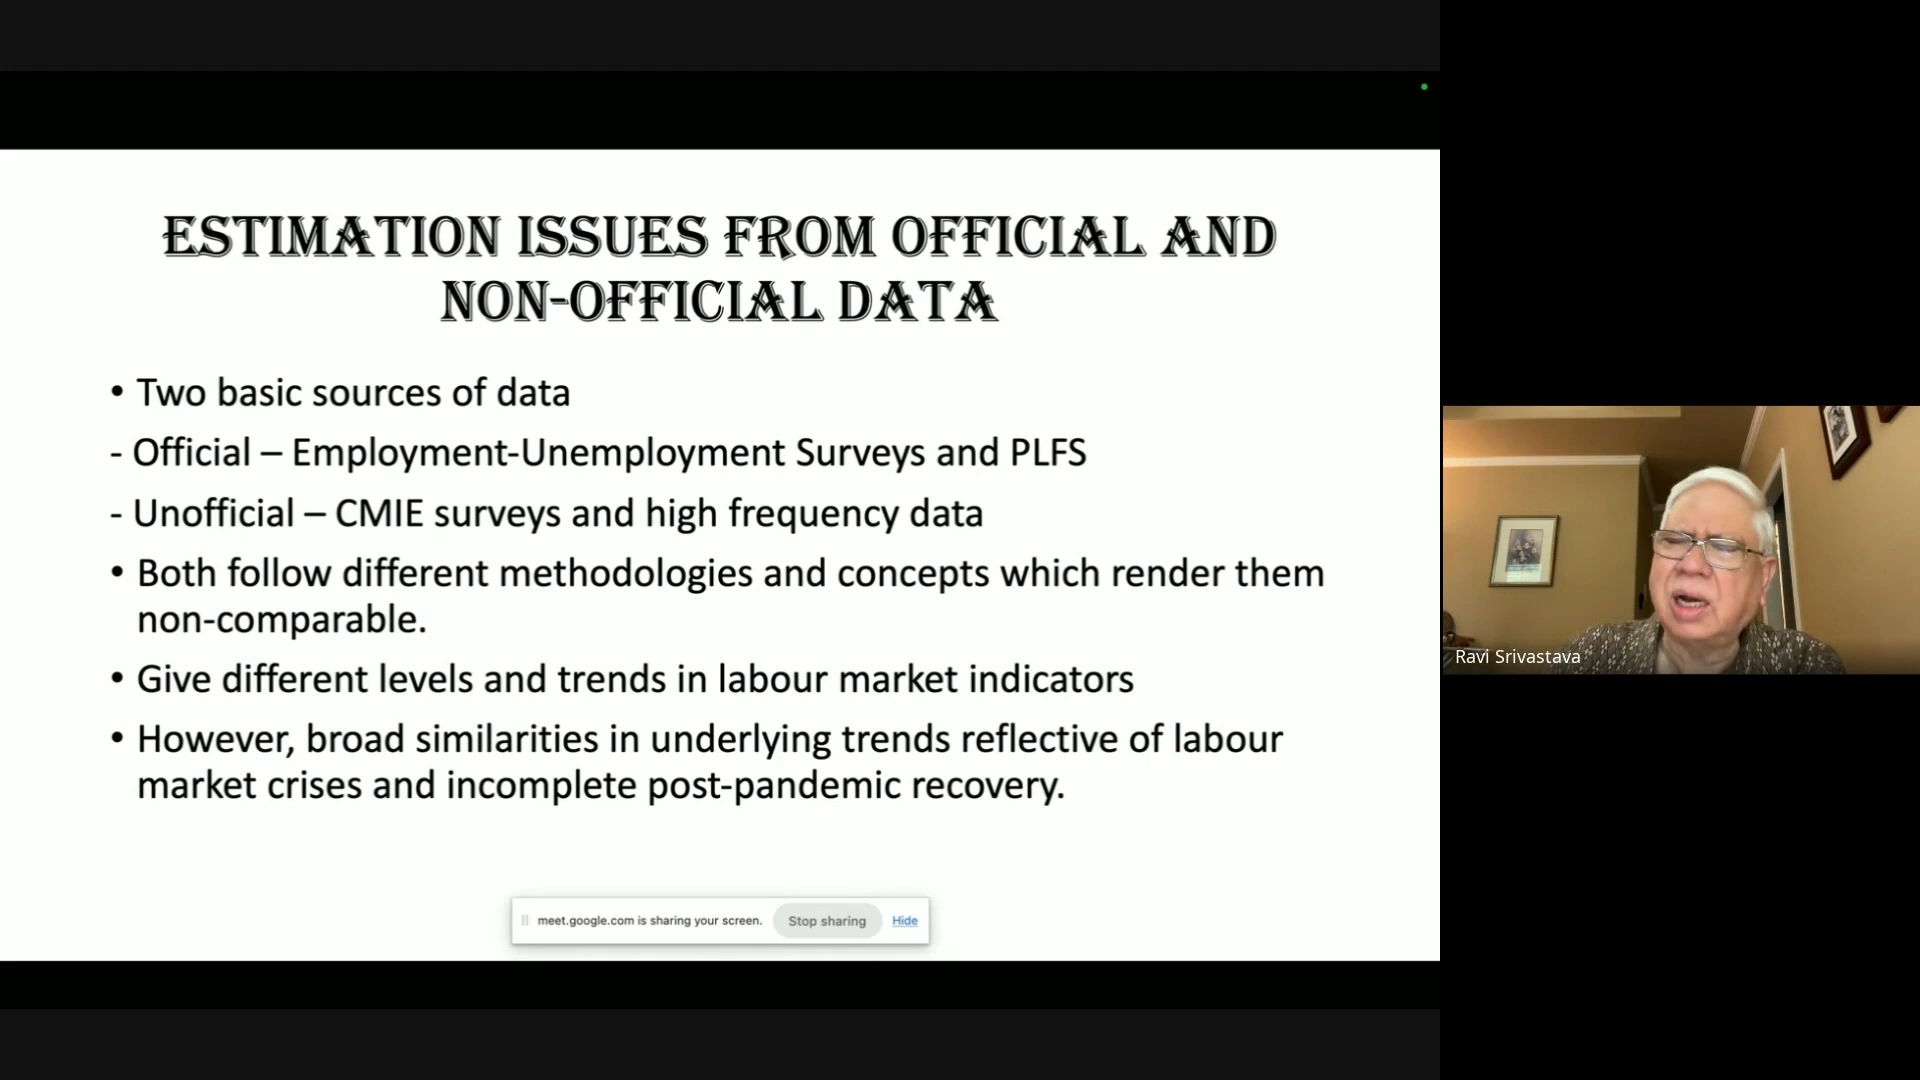 ESTIMATION ISSUES FROM OFFICIAL AND
NON-OFFICIAL DATA
• Two basic sources of data
- Official – Employment-Unemployment Surveys and PLFS
- Unofficial – CMIE surveys and high frequency data
• Both follow different methodologies and concepts which render them
non-comparable.
• Give different levels and trends in labour market indicators
• However, broad similarities in underlying trends reflective of labour
market crises and incomplete post-pandemic recovery.
meet.google.com is sharing your screen. Stop sharing Hide
Ravi Srivastava